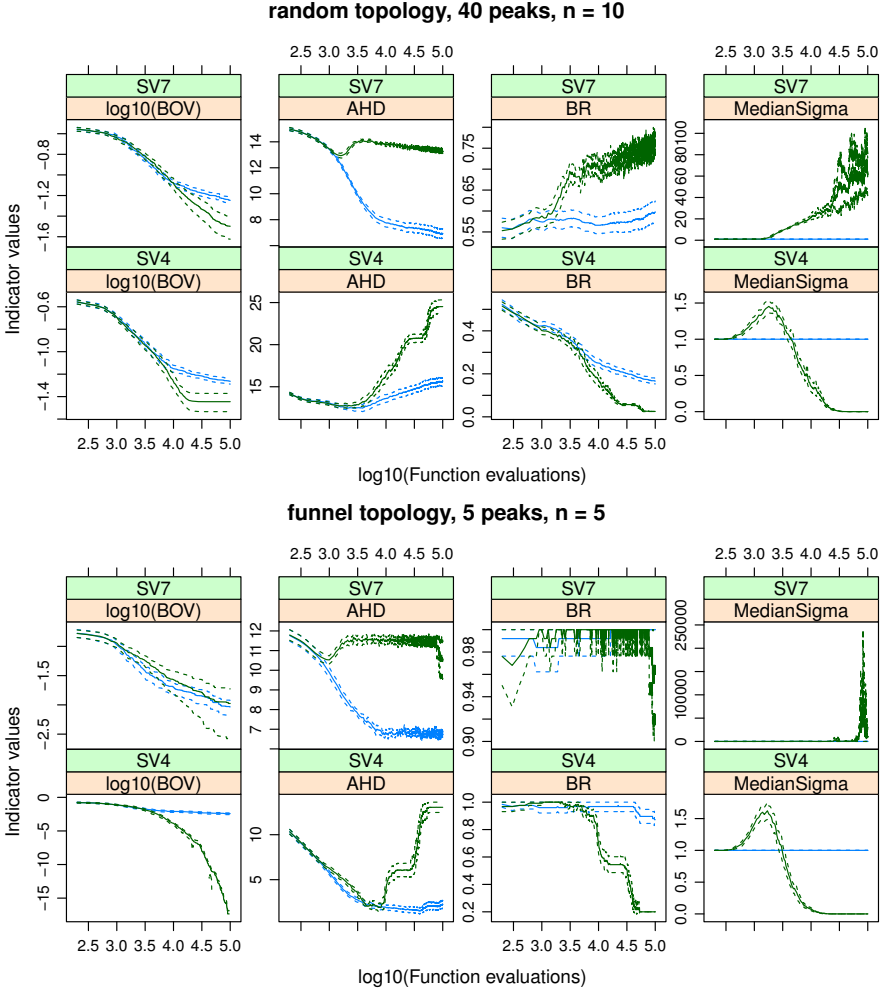 random topology, 40 peaks, n = 10
2.5 3.0 3.5 4.0 4.5 5.0 2.5 3.0 3.5 4.0 4.5 5.0
SV7 SV7 SV7 SV7
log10(BOV) AHD BR MedianSigma
−0.8 −1.2 −1.6
8 10 12 14
0.55 0.65 0.75
0 20 40 60 80100
SV4 SV4 SV4 SV4
log10(BOV) AHD BR MedianSigma
−0.6 −1.0 −1.4
15 20 25
0.0 0.2 0.4
0.0 0.5 1.0 1.5
Indicator values
2.5 3.0 3.5 4.0 4.5 5.0 2.5 3.0 3.5 4.0 4.5 5.0
log10(Function evaluations)
funnel topology, 5 peaks, n = 5
2.5 3.0 3.5 4.0 4.5 5.0 2.5 3.0 3.5 4.0 4.5 5.0
SV7 SV7 SV7 SV7
log10(BOV) AHD BR MedianSigma
−1.5 −2.5
7 8 9 10 11 12
0.90 0.94 0.98
0 100000 250000
SV4 SV4 SV4 SV4
log10(BOV) AHD BR MedianSigma
0 −5 −10 −15
5 10
0.2 0.4 0.6 0.8 1.0
0.0 0.5 1.0 1.5
Indicator values
2.5 3.0 3.5 4.0 4.5 5.0 2.5 3.0 3.5 4.0 4.5 5.0
log10(Function evaluations)